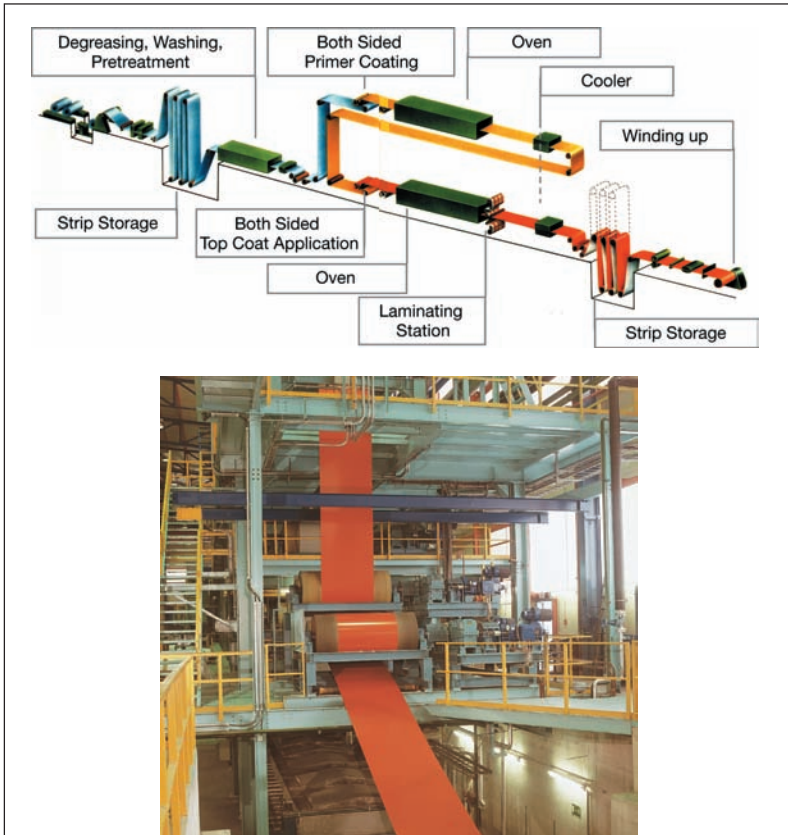 Degreasing, Washing,
Pretreatment
Both Sided
Primer Coating
Oven
Cooler
Winding up
Strip Storage
Both Sided
Top Coat Application
Oven
Laminating
Station
Strip Storage